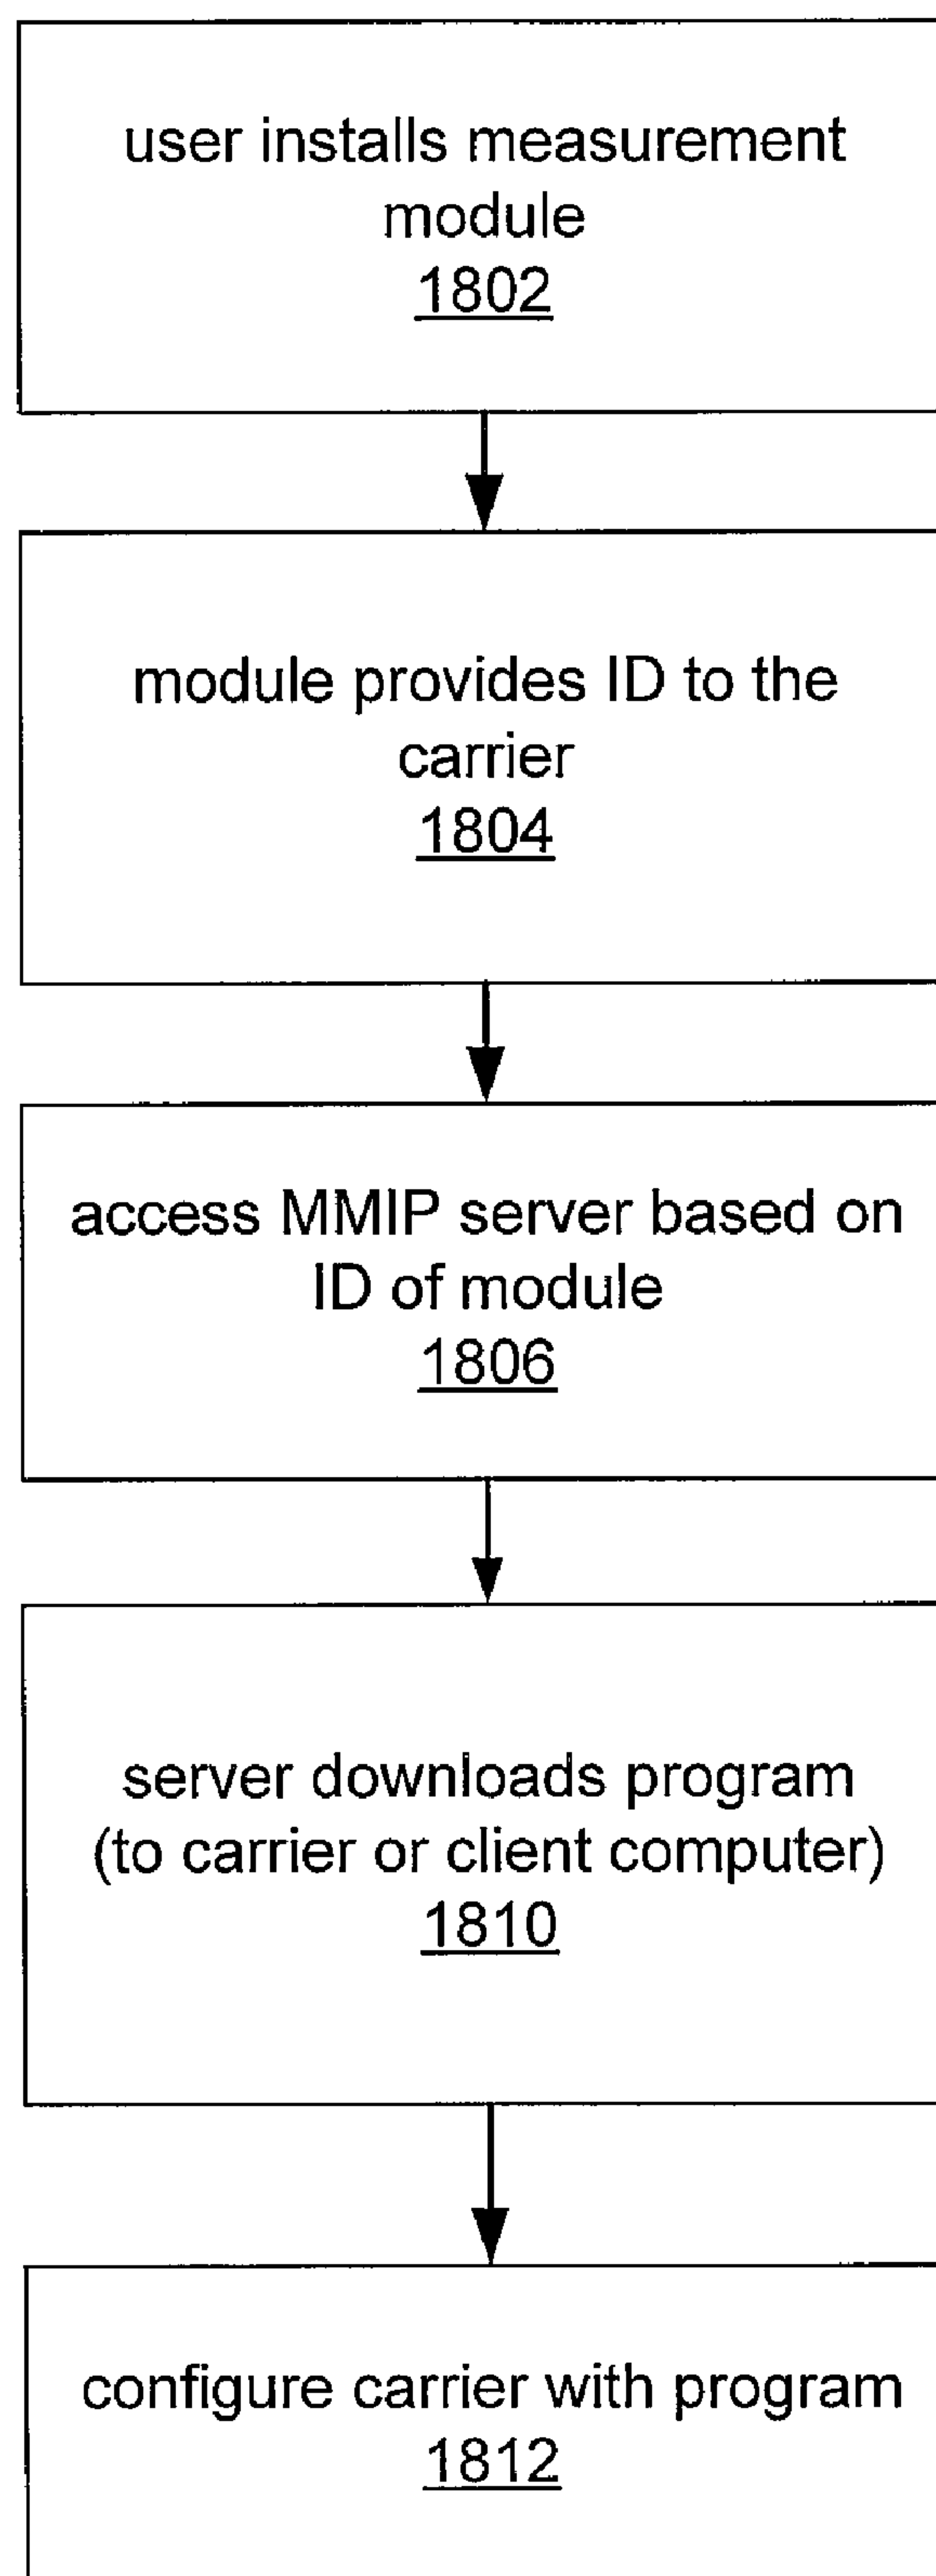 user installs measurement
module
1802
module provides ID to the
carrier
1804
access MMIP server based on
ID of module
1806
server downloads program
(to carrier or client computer)
1810
configure carrier with program
1812